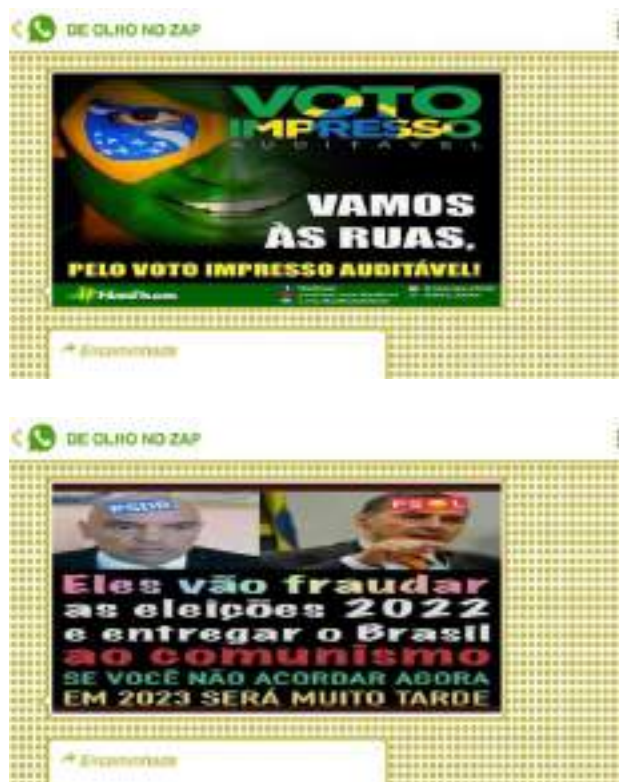 DE OLHO NO ZAP
VOTO
IMPRESSO
AUDITÁVEL
VAMOS
ÀS RUAS,
PELO VOTO IMPRESSO AUDITÁVEL!
Encaminhada
DE OLHO NO ZAP
PSDB
PSOL
Eles vão fraudar
as eleições 2022
e entregar o Brasil
ao comunismo
SE VOCÊ NÃO ACORDAR AGORA
EM 2023 SERÁ MUITO TARDE
Encaminhada